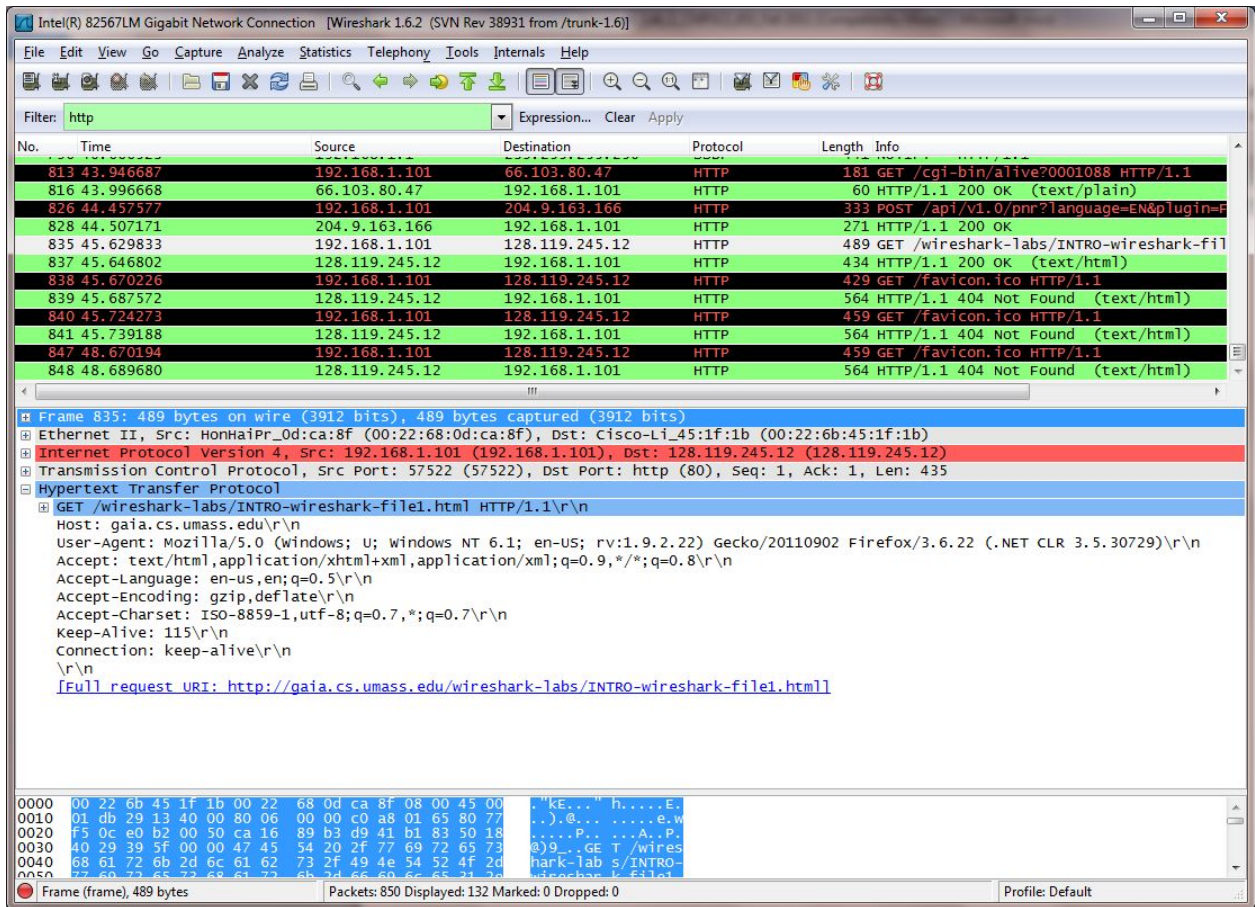 Intel(R) 82567LM Gigabit Network Connection [Wireshark 1.6.2 (SVN Rev 38931 from /trunk-1.6)]
File Edit View Go Capture Analyze Statistics Telephony Tools Internals Help
Filter: http Expression... Clear Apply
No. Time Source Destination Protocol Length Info
813 43.946687 192.168.1.101 66.103.80.47 HTTP 181 GET /cgi-bin/alive?0001088 HTTP/1.1
816 43.996668 66.103.80.47 192.168.1.101 HTTP 60 HTTP/1.1 200 OK (text/plain)
826 44.457577 192.168.1.101 204.9.163.166 HTTP 333 POST /api/v1.0/pnr?language=EN&plugin=F
828 44.507171 204.9.163.166 192.168.1.101 HTTP 271 HTTP/1.1 200 OK
835 45.629833 192.168.1.101 128.119.245.12 HTTP 489 GET /wireshark-labs/INTRO-wireshark-fil
837 45.646802 128.119.245.12 192.168.1.101 HTTP 434 HTTP/1.1 200 OK (text/html)
838 45.670226 192.168.1.101 128.119.245.12 HTTP 429 GET /favicon.ico HTTP/1.1
839 45.687572 128.119.245.12 192.168.1.101 HTTP 564 HTTP/1.1 404 Not Found (text/html)
840 45.724273 192.168.1.101 128.119.245.12 HTTP 459 GET /favicon.ico HTTP/1.1
841 45.739188 128.119.245.12 192.168.1.101 HTTP 564 HTTP/1.1 404 Not Found (text/html)
847 48.670194 192.168.1.101 128.119.245.12 HTTP 459 GET /favicon.ico HTTP/1.1
848 48.689680 128.119.245.12 192.168.1.101 HTTP 564 HTTP/1.1 404 Not Found (text/html)
Frame 835: 489 bytes on wire (3912 bits), 489 bytes captured (3912 bits)
Ethernet II, Src: HonHaiPr_0d:ca:8f (00:22:68:0d:ca:8f), Dst: Cisco-Li_45:1f:1b (00:22:6b:45:1f:1b)
Internet Protocol Version 4, Src: 192.168.1.101 (192.168.1.101), Dst: 128.119.245.12 (128.119.245.12)
Transmission Control Protocol, Src Port: 57522 (57522), Dst Port: http (80), Seq: 1, Ack: 1, Len: 435
Hypertext Transfer Protocol
GET /wireshark-labs/INTRO-wireshark-file1.html HTTP/1.1\r\n
Host: gaia.cs.umass.edu\r\n
User-Agent: Mozilla/5.0 (Windows; U; Windows NT 6.1; en-US; rv:1.9.2.22) Gecko/20110902 Firefox/3.6.22 (.NET CLR 3.5.30729)\r\n
Accept: text/html,application/xhtml+xml,application/xml;q=0.9,*/*;q=0.8\r\n
Accept-Language: en-us,en;q=0.5\r\n
Accept-Encoding: gzip,deflate\r\n
Accept-Charset: ISO-8859-1,utf-8;q=0.7,*;q=0.7\r\n
Keep-Alive: 115\r\n
Connection: keep-alive\r\n
\r\n
[Full request URI: http://gaia.cs.umass.edu/wireshark-labs/INTRO-wireshark-file1.html]
0000 00 22 6b 45 1f 1b 00 22 68 0d ca 8f 08 00 45 00 ."kE..." h.....E.
0010 01 db 29 13 40 00 80 06 00 00 c0 a8 01 65 80 77 ..).@... .....e.w
0020 f5 0c e0 b2 00 50 ca 16 89 b3 d9 41 b1 83 50 18 .....P.. ...A..P.
0030 40 29 39 5f 00 00 47 45 54 20 2f 77 69 72 65 73 @)9_..GE T /wires
0040 68 61 72 6b 2d 6c 61 62 73 2f 49 4e 54 52 4f 2d hark-lab s/INTRO-
0050 77 69 72 65 73 68 61 72 6b 2d 66 69 6c 65 31 2e wireshar k-file1.
Frame (frame), 489 bytes Packets: 850 Displayed: 132 Marked: 0 Dropped: 0 Profile: Default